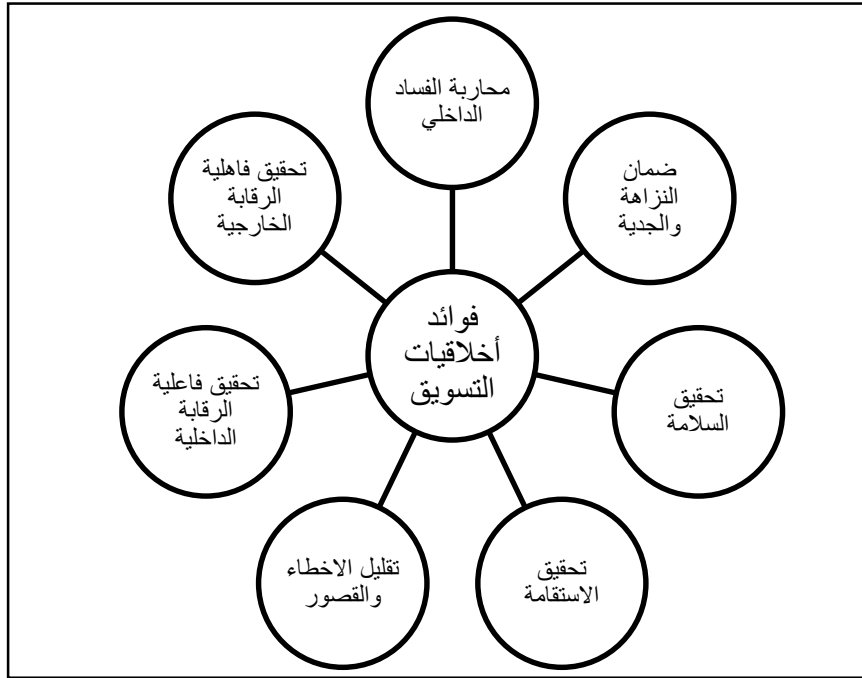 محاربة الفساد
الداخلي
ضمان
النزاهة
والجدية
تحقيق
السلامة
تحقيق
الاستقامة
تقليل الاخطاء
والقصور
تحقيق فاعلية
الرقابة
الداخلية
تحقيق فاهلية
الرقابة
الخارجية
فوائد
أخلاقيات
التسويق